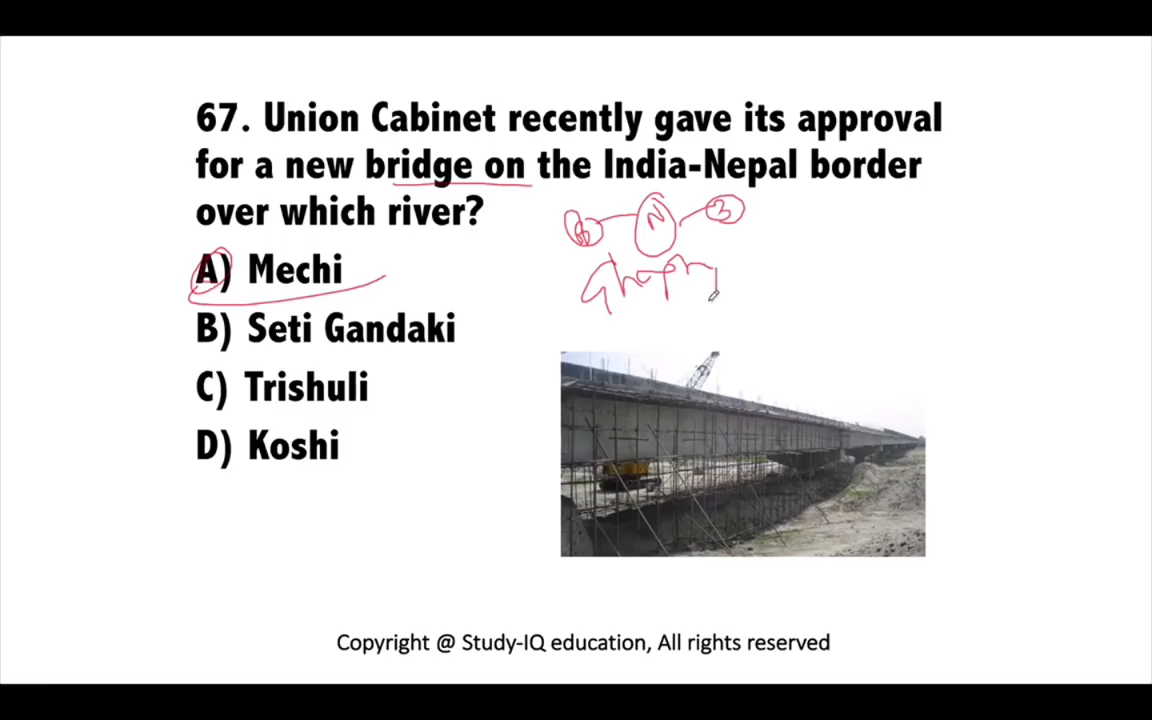 67. Union Cabinet recently gave its approval
for a new bridge on the India-Nepal border
over which river?
N
A) Mechi
B) Seti Gandaki
C) Trishuli
D) Koshi
Copyright @ Study-IQ education, All rights reserved